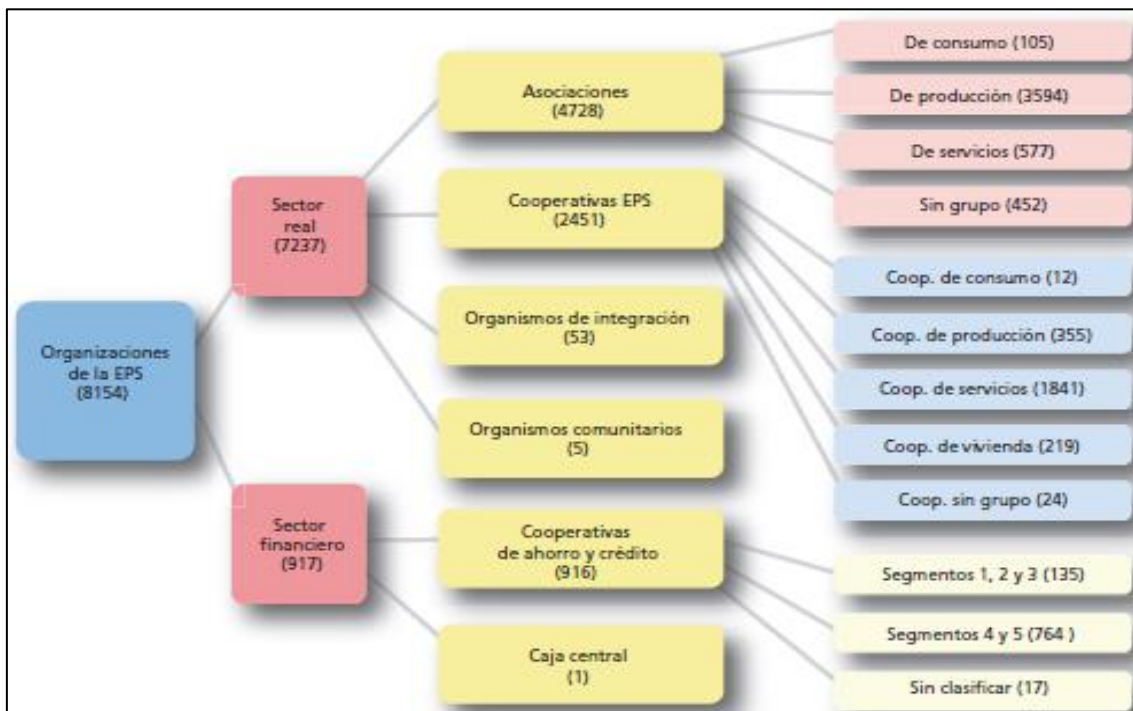 Organizaciones
de la EPS
(8154)
Sector
real
(7237)
Sector
financiero
(917)
Asociaciones
(4728)
Cooperativas EPS
(2451)
Organismos de integración
(53)
Organismos comunitarios
(5)
Cooperativas
de ahorro y crédito
(916)
Caja central
(1)
De consumo (105)
De producción (3594)
De servicios (577)
Sin grupo (452)
Coop. de consumo (12)
Coop. de producción (355)
Coop. de servicios (1841)
Coop. de vivienda (219)
Coop. sin grupo (24)
Segmentos 1, 2 y 3 (135)
Segmentos 4 y 5 (764 )
Sin clasificar (17)